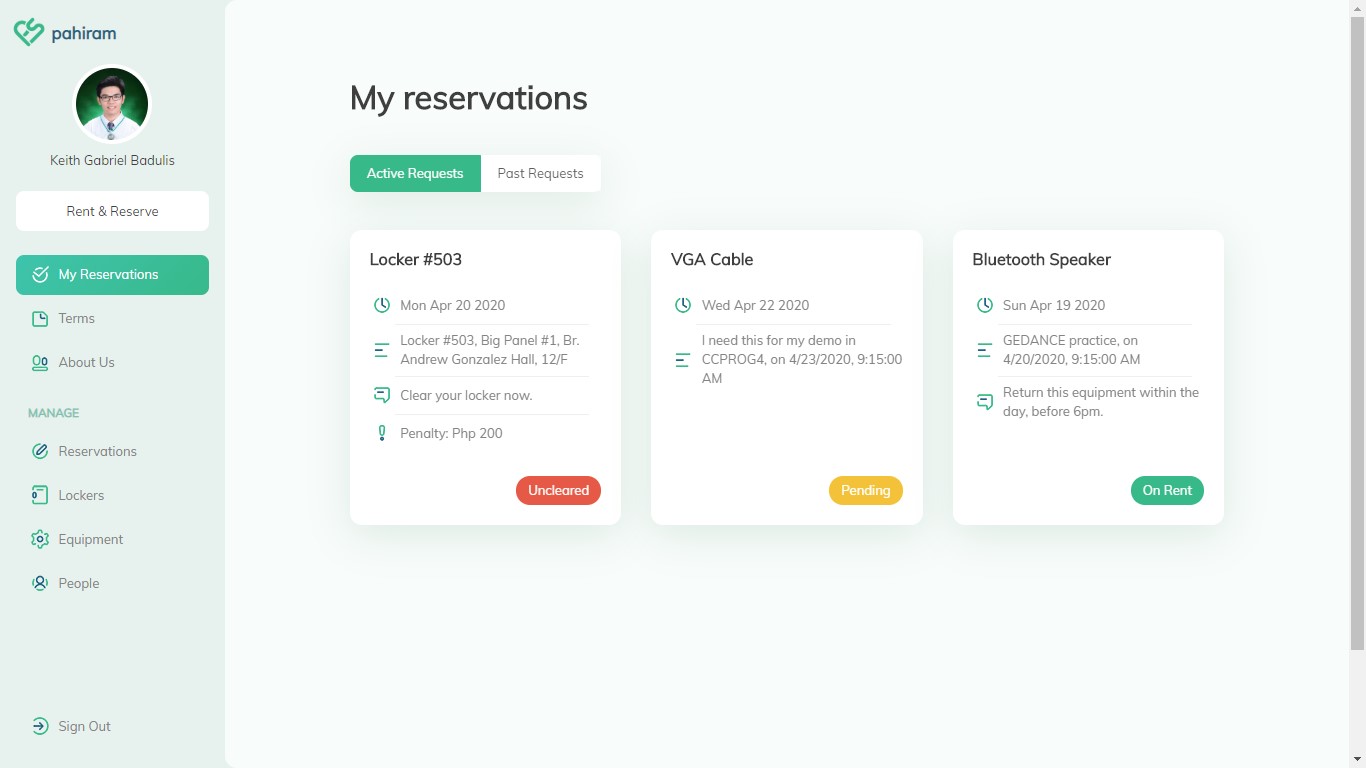 pahiram
Keith Gabriel Badulis
Rent & Reserve
My Reservations
Terms
About Us
MANAGE
Reservations
Lockers
Equipment
People
Sign Out
My reservations
Active Requests
Past Requests
Locker #503
Mon Apr 20 2020
Locker #503, Big Panel #1, Br.
Andrew Gonzalez Hall, 12/F
Clear your locker now.
Penalty: Php 200
Uncleared
VGA Cable
Wed Apr 22 2020
I need this for my demo in
CCPROG4, on 4/23/2020, 9:15:00
AM
Pending
Bluetooth Speaker
Sun Apr 19 2020
GEDANCE practice, on
4/20/2020, 9:15:00 AM
Return this equipment within the
day, before 6pm.
On Rent